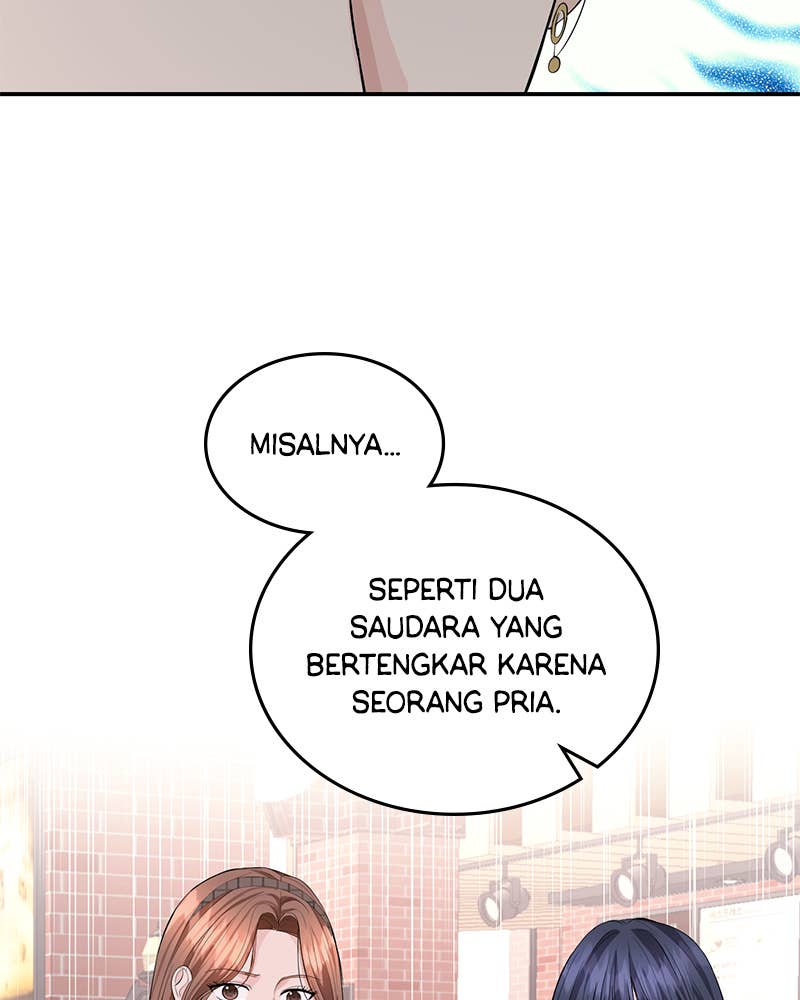 MISALNYA...
SEPERTI DUA
SAUDARA YANG
BERTENGKAR KARENA
SEORANG PRIA.